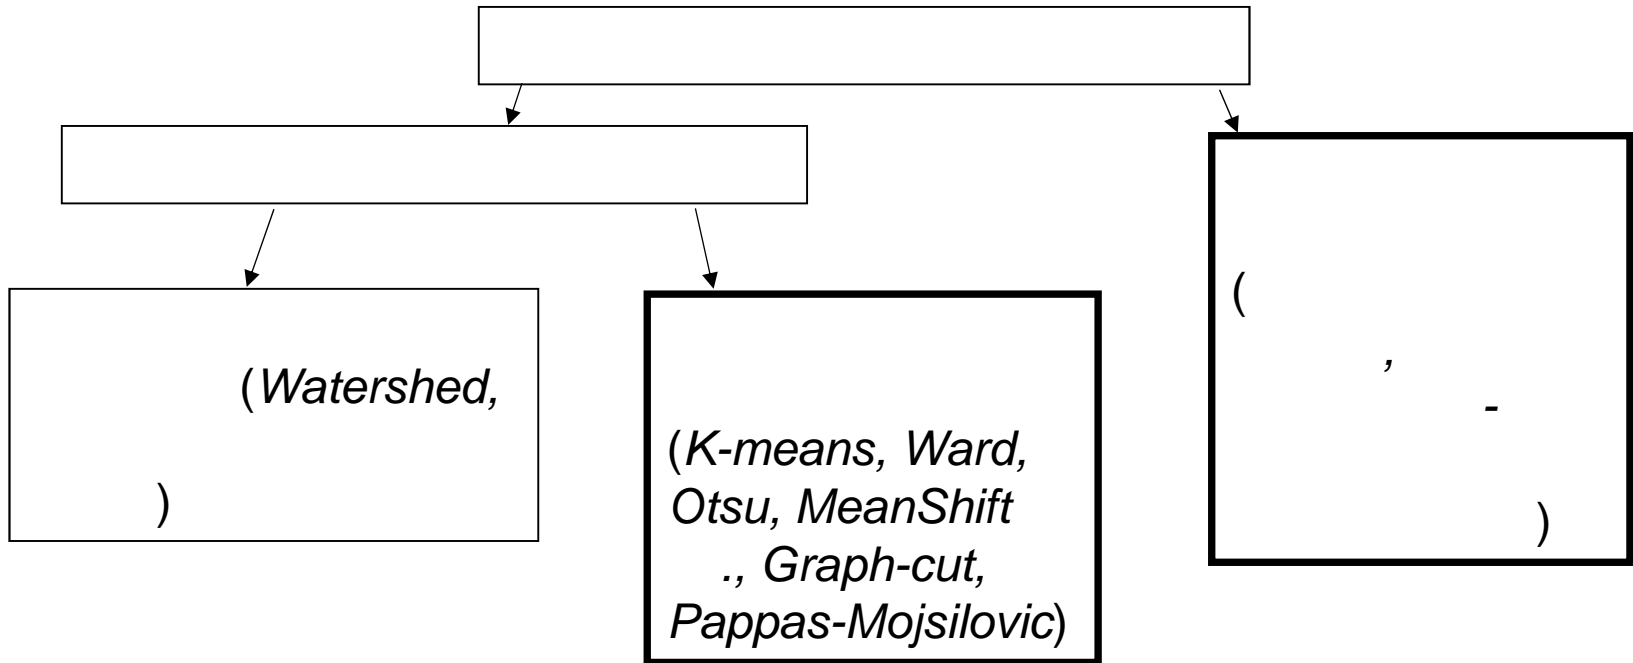 (Watershed,
)
(K-means, Ward,
Otsu, MeanShift
., Graph-cut,
Pappas-Mojsilovic)
(
,
-
)